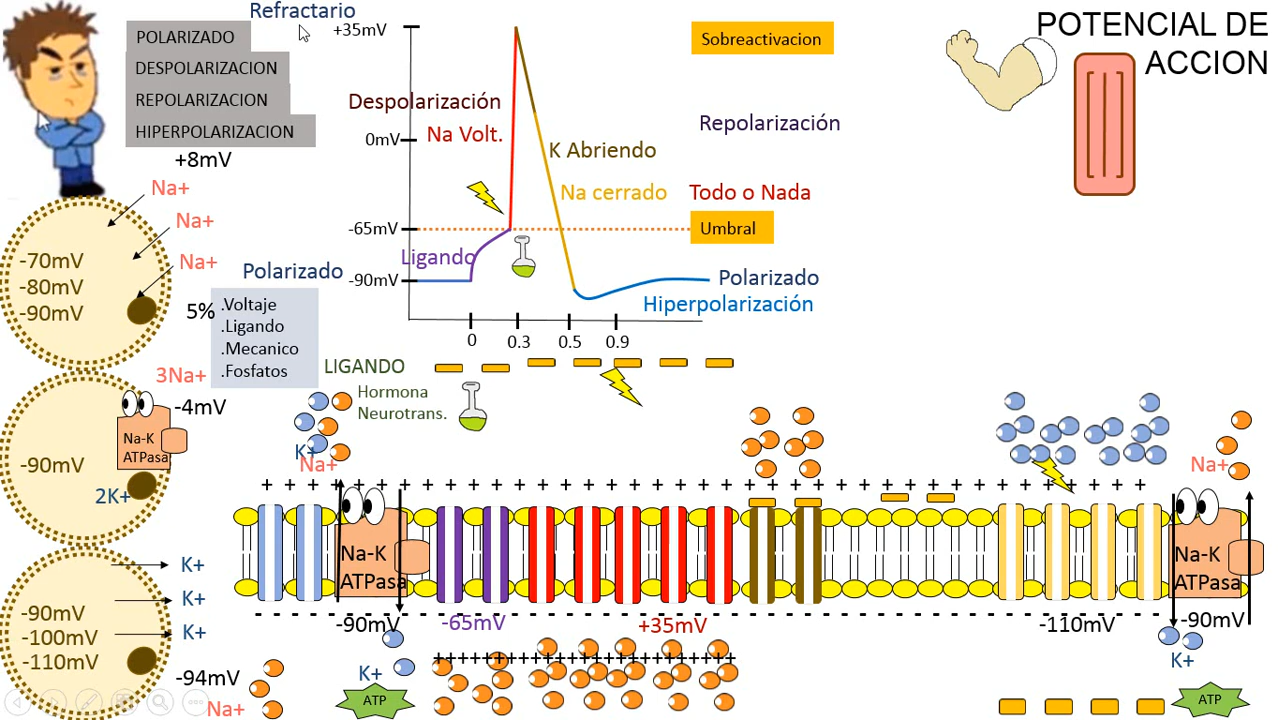 Refractario
POTENCIAL DE
ACCION
POLARIZADO
DESPOLARIZACION
REPOLARIZACION
HIPERPOLARIZACION
+8mV
Na+
Na+
Na+
-70mV
-80mV
-90mV
5%
Polarizado
.Voltaje
.Ligando
.Mecanico
.Fosfatos
+35mV
0mV
-65mV
-90mV
Despolarización
Na Volt.
K Abriendo
Na cerrado
Ligando
0
0.3
0.5
0.9
Sobreactivacion
Repolarización
Todo o Nada
Umbral
Polarizado
Hiperpolarización
3Na+
-4mV
Na-K
ATPasa
-90mV
2K+
LIGANDO
Hormona
Neurotrans.
K+
Na+
Na+
+ + + + + + + + + + + + + + + + + + + + + + + + + + + + + + + + + +
Na-K
ATPasa
Na-K
ATPasa
K+
K+
K+
-90mV
-100mV
-110mV
-94mV
Na+
-90mV
-65mV
+35mV
-110mV
-90mV
+++++++++++++++++++++++++++
K+
ATP
K+
ATP